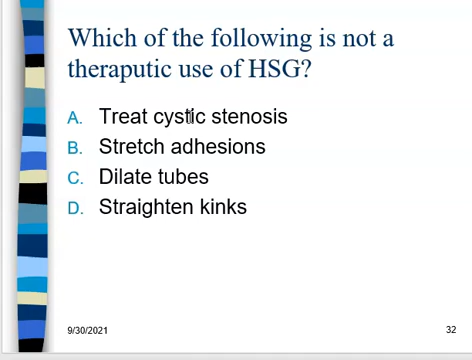 Which of the following is not a
theraputic use of HSG?
A. Treat cystic stenosis
B. Stretch adhesions
C. Dilate tubes
D. Straighten kinks
9/30/2021
32